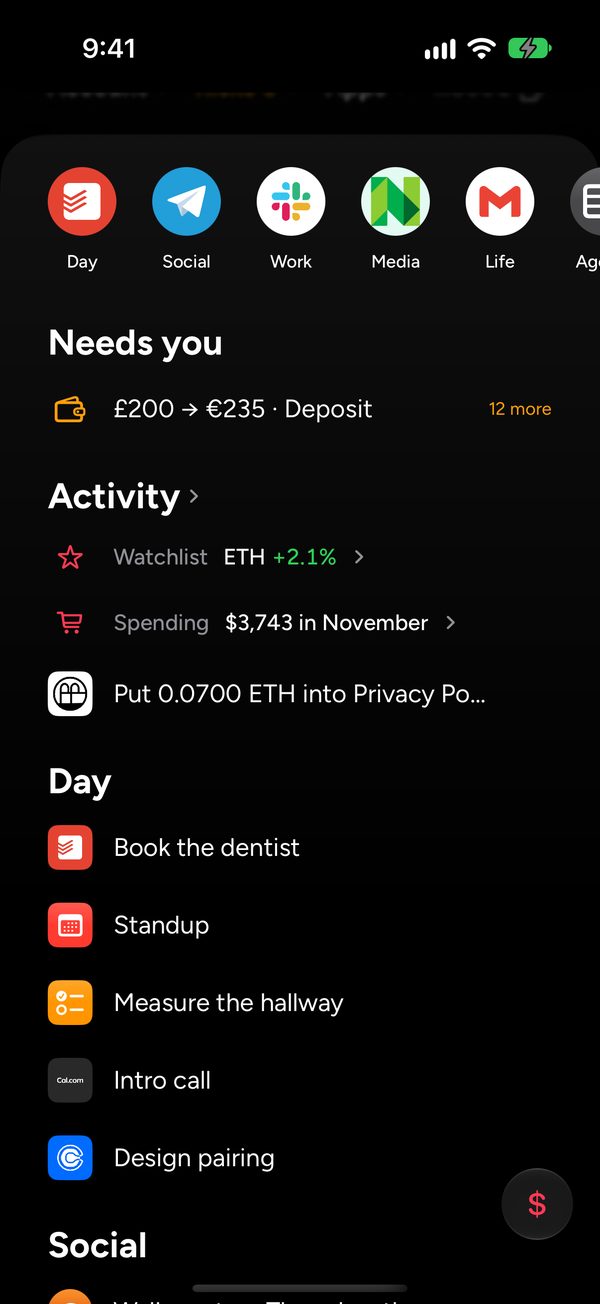 9:41
Day
Social
Work
Media
Life
Needs you
£200 → €235 · Deposit
12 more
Activity
Watchlist ETH +2.1%
Spending $3,743 in November
Put 0.0700 ETH into Privacy Po...
Day
Book the dentist
Standup
Measure the hallway
Cal.com
Intro call
Design pairing
$
Social